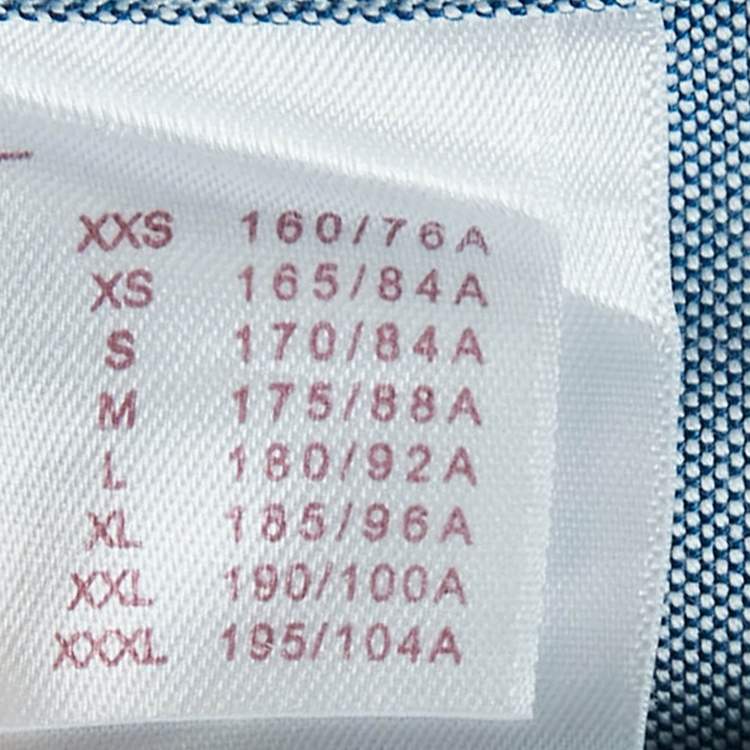 XXS 160/76A
XS 165/84A
S 170/84A
M 175/88A
L 180/92A
XL 185/96A
XXL 190/100A
XXXL 195/104A